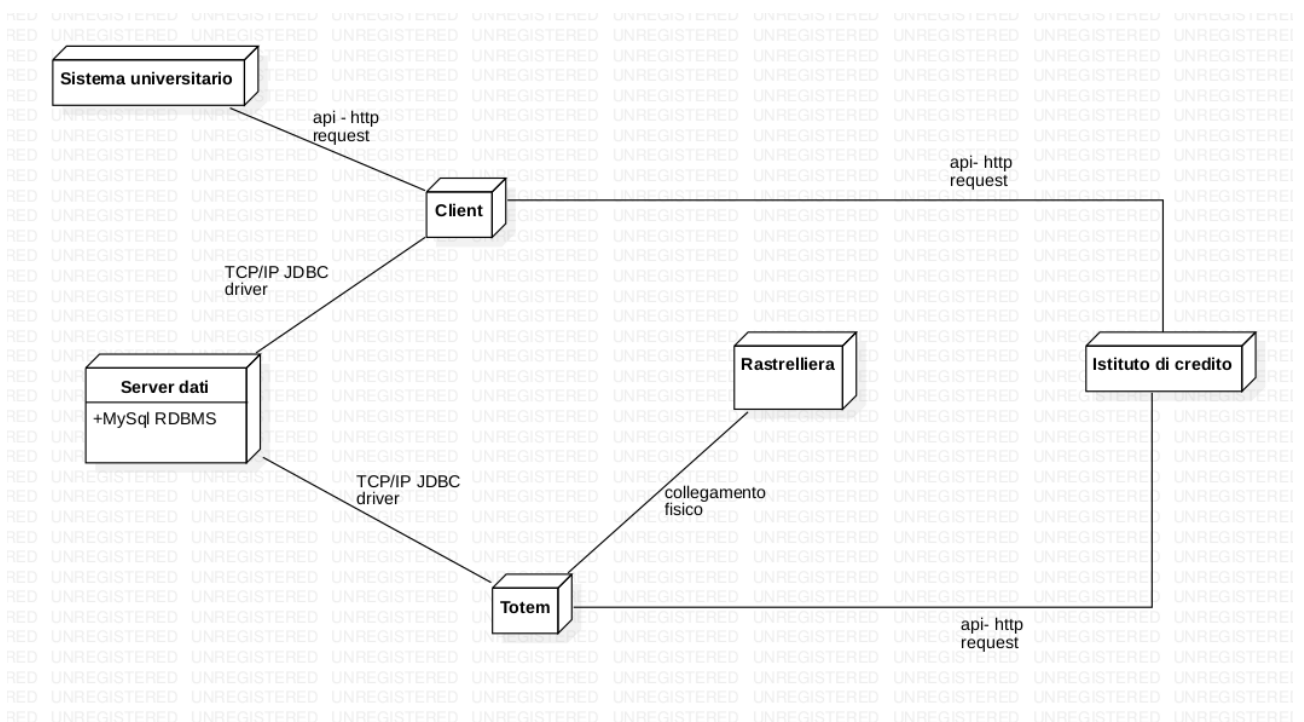 Sistema universitario
api - http
request
api- http
request
Client
TCP/IP JDBC
driver
Rastrelliera
Istituto di credito
Server dati
+MySql RDBMS
TCP/IP JDBC
driver
collegamento
fisico
Totem
api- http
request
UNREGISTERED